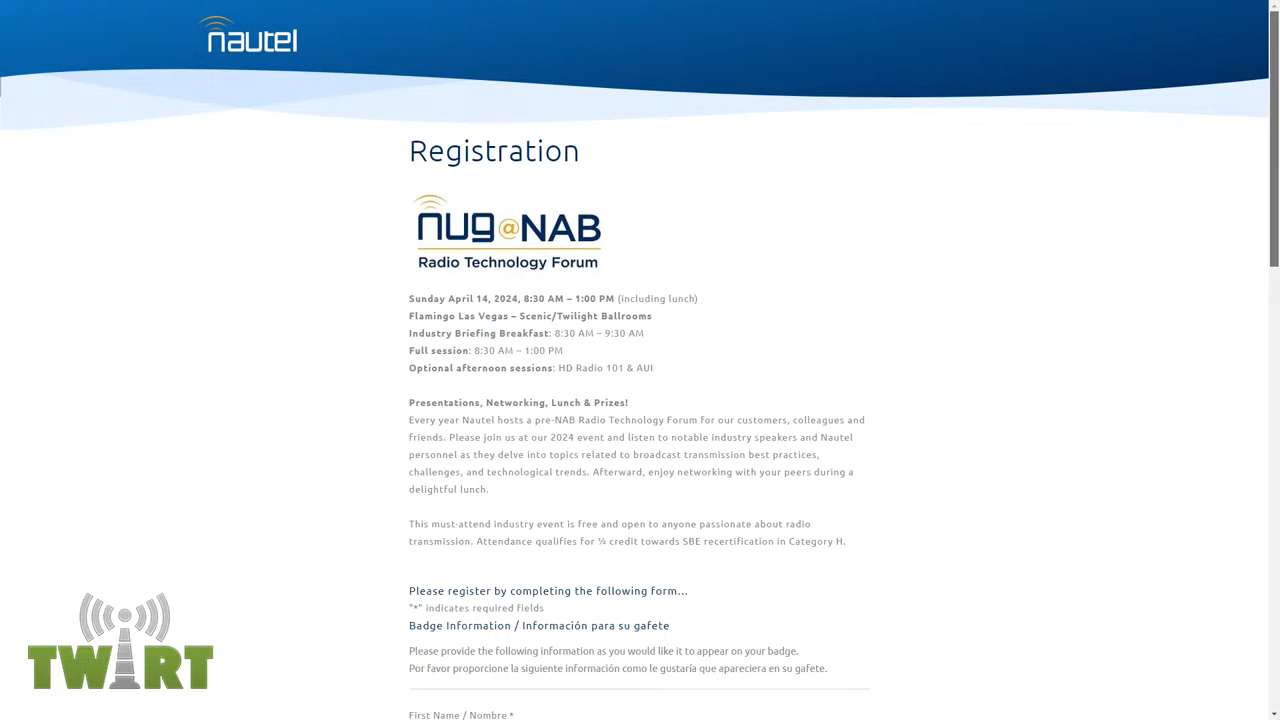 nautel
Registration
nug@NAB
Radio Technology Forum
Sunday April 14, 2024, 8:30 AM – 1:00 PM (including lunch)
Flamingo Las Vegas – Scenic/Twilight Ballrooms
Industry Briefing Breakfast: 8:30 AM – 9:30 AM
Full session: 8:30 AM – 1:00 PM
Optional afternoon sessions: HD Radio 101 & AUI
Presentations, Networking, Lunch & Prizes!
Every year Nautel hosts a pre-NAB Radio Technology Forum for our customers, colleagues and
friends. Please join us at our 2024 event and listen to notable industry speakers and Nautel
personnel as they delve into topics related to broadcast transmission best practices,
challenges, and technological trends. Afterward, enjoy networking with your peers during a
delightful lunch.
This must-attend industry event is free and open to anyone passionate about radio
transmission. Attendance qualifies for ½ credit towards SBE recertification in Category H.
Please register by completing the following form...
"*" indicates required fields
Badge Information / Información para su gafete
Please provide the following information as you would like it to appear on your badge.
Por favor proporcione la siguiente información como le gustaría que apareciera en su gafete.
First Name / Nombre *
TWIRT